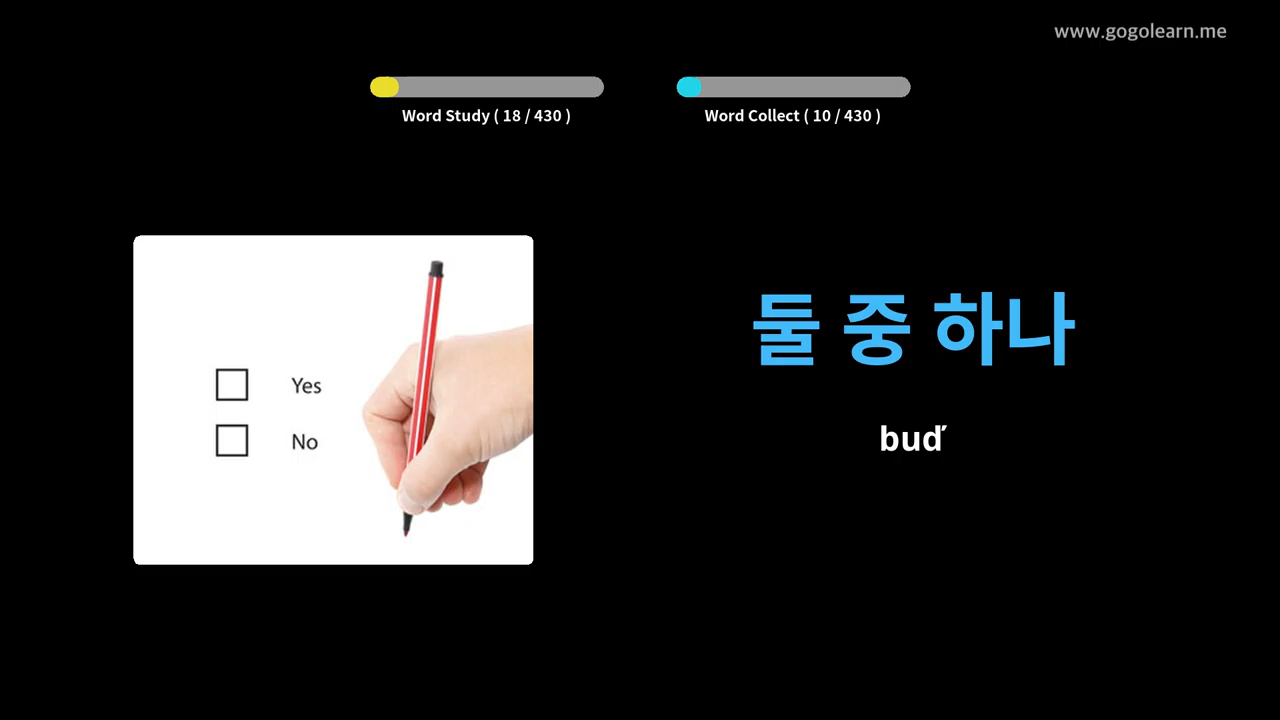 www.gogolearn.me
Word Study ( 18 / 430 )
Word Collect ( 10 / 430 )
Yes
No
둘 중 하나
buď